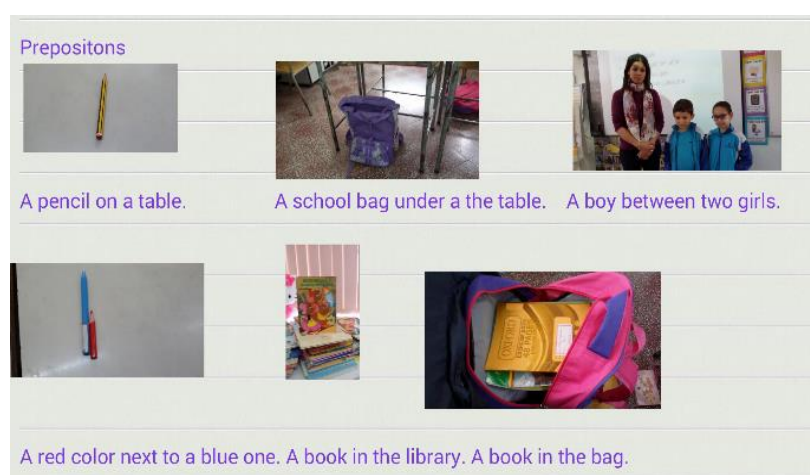 Prepositons
A pencil on a table.
A school bag under a the table.
A boy between two girls.
A red color next to a blue one. A book in the library. A book in the bag.
OXFORD